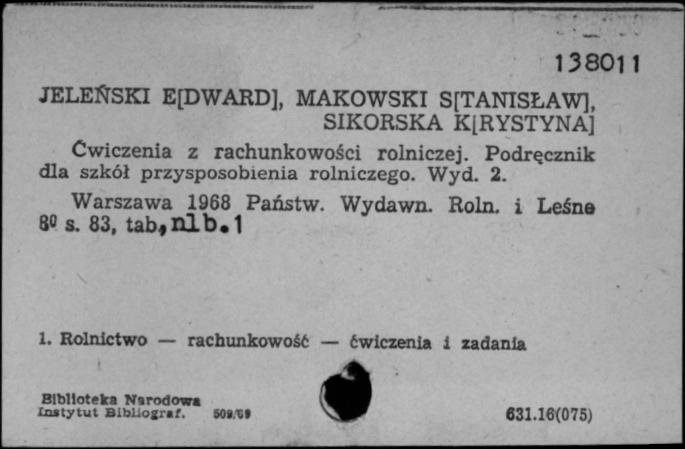 138011
JELEŃSKI E[DWARD], MAKOWSKI S[TANISŁAW],
SIKORSKA K[RYSTYNA]
Ćwiczenia z rachunkowości rolniczej. Podręcznik
dla szkół przysposobienia rolniczego. Wyd. 2.
Warszawa 1968 Państw. Wydawn. Roln. i Leśne
8º s. 83, tab, nlb. 1
1. Rolnictwo — rachunkowość — ćwiczenia i zadania
Biblioteka Narodowa
Instytut Bibliograf. 509/69
631.16(075)